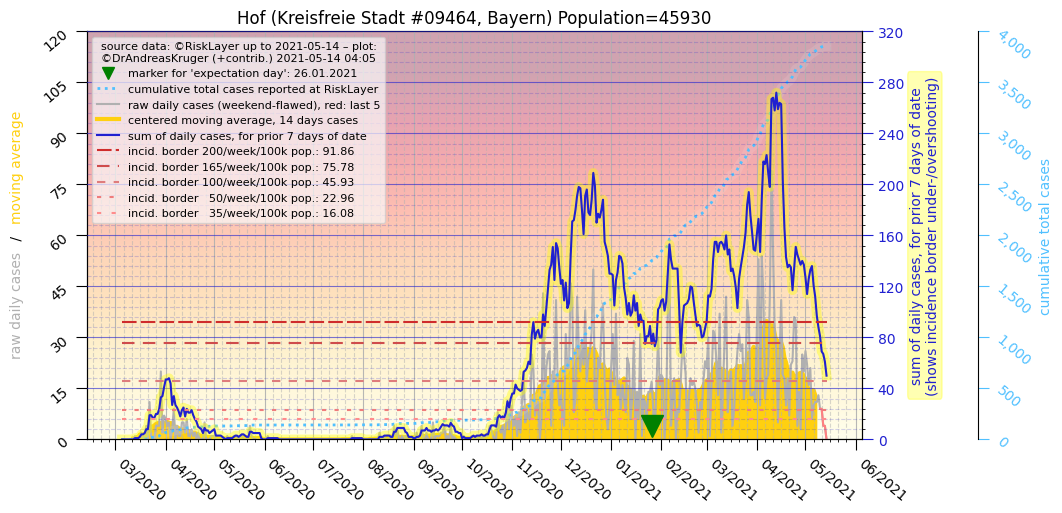 Hof (Kreisfreie Stadt #09464, Bayern) Population=45930
source data: ©RiskLayer up to 2021-05-14 – plot:
©DrAndreasKruger (+contrib.) 2021-05-14 04:05
marker for 'expectation day': 26.01.2021
cumulative total cases reported at RiskLayer
raw daily cases (weekend-flawed), red: last 5
centered moving average, 14 days cases
sum of daily cases, for prior 7 days of date
incid. border 200/week/100k pop.: 91.86
incid. border 165/week/100k pop.: 75.78
incid. border 100/week/100k pop.: 45.93
incid. border   50/week/100k pop.: 22.96
incid. border   35/week/100k pop.: 16.08
raw daily cases  /  moving average
120
105
90
75
60
45
30
15
0
03/2020
04/2020
05/2020
06/2020
07/2020
08/2020
09/2020
10/2020
11/2020
12/2020
01/2021
02/2021
03/2021
04/2021
05/2021
06/2021
320
280
240
200
160
120
80
40
0
sum of daily cases, for prior 7 days of date
(shows incidence border under-/overshooting)
4,000
3,500
3,000
2,500
2,000
1,500
1,000
500
0
cumulative total cases